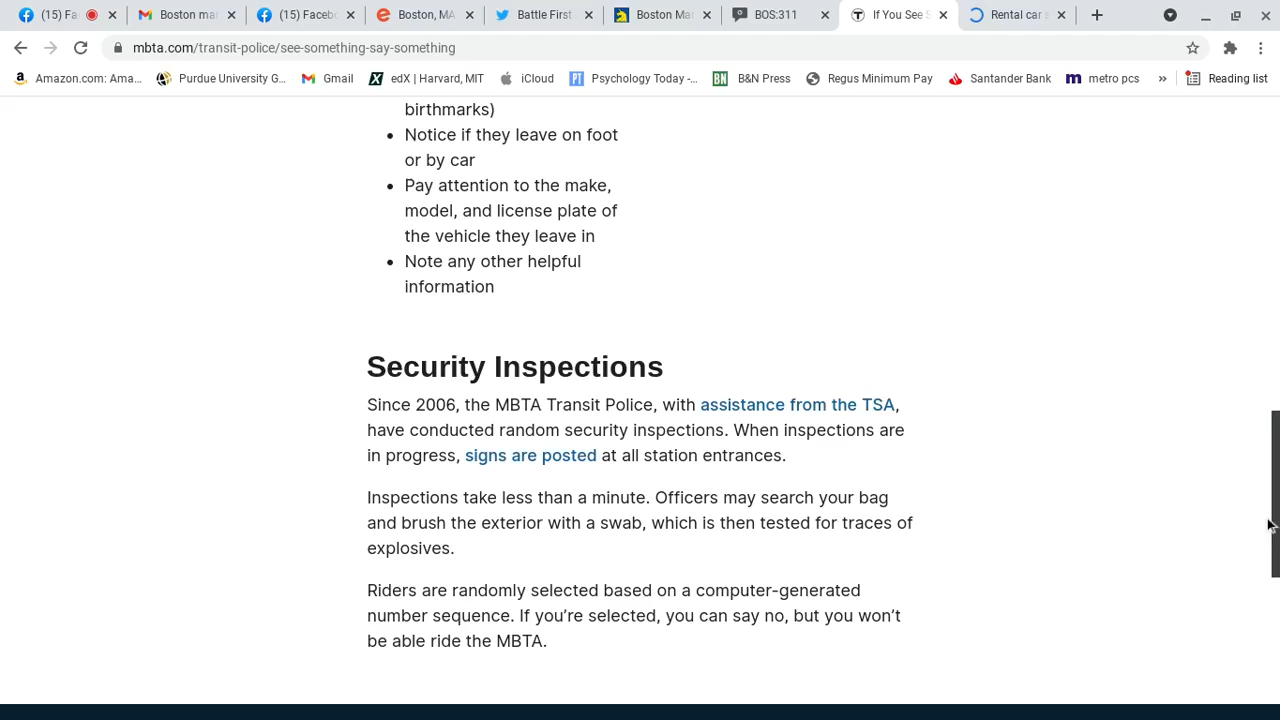 (15) Fa
Boston mar
(15) Faceb
Boston, MA
Battle First
Boston Mar
BOS:311
If You See S
Rental car s
mbta.com/transit-police/see-something-say-something
Amazon.com: Ama...
Purdue University G...
Gmail
edX | Harvard, MIT
iCloud
Psychology Today -...
B&N Press
Regus Minimum Pay
Santander Bank
metro pcs
»
Reading list
birthmarks)
• Notice if they leave on foot
or by car
• Pay attention to the make,
model, and license plate of
the vehicle they leave in
• Note any other helpful
information
Security Inspections
Since 2006, the MBTA Transit Police, with assistance from the TSA,
have conducted random security inspections. When inspections are
in progress, signs are posted at all station entrances.
Inspections take less than a minute. Officers may search your bag
and brush the exterior with a swab, which is then tested for traces of
explosives.
Riders are randomly selected based on a computer-generated
number sequence. If you’re selected, you can say no, but you won’t
be able ride the MBTA.